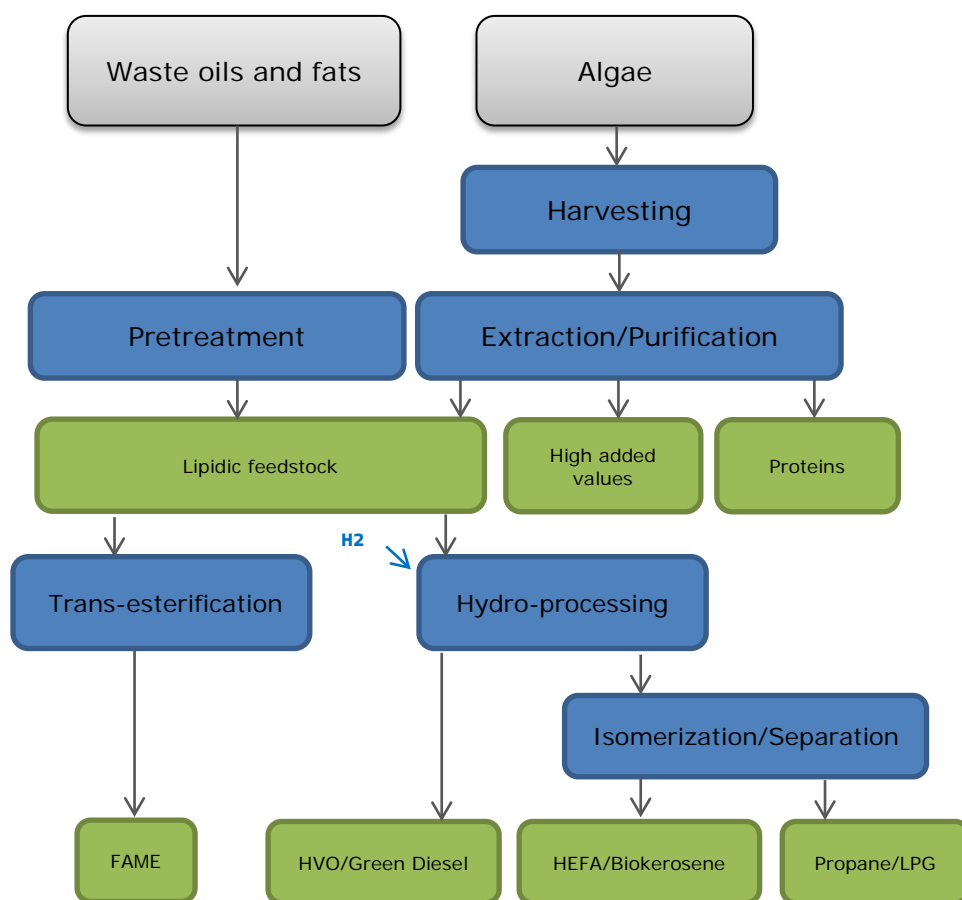 Waste oils and fats
Algae
Harvesting
Pretreatment
Extraction/Purification
Lipidic feedstock
High added
values
Proteins
H2
Trans-esterification
Hydro-processing
Isomerization/Separation
FAME
HVO/Green Diesel
HEFA/Biokerosene
Propane/LPG